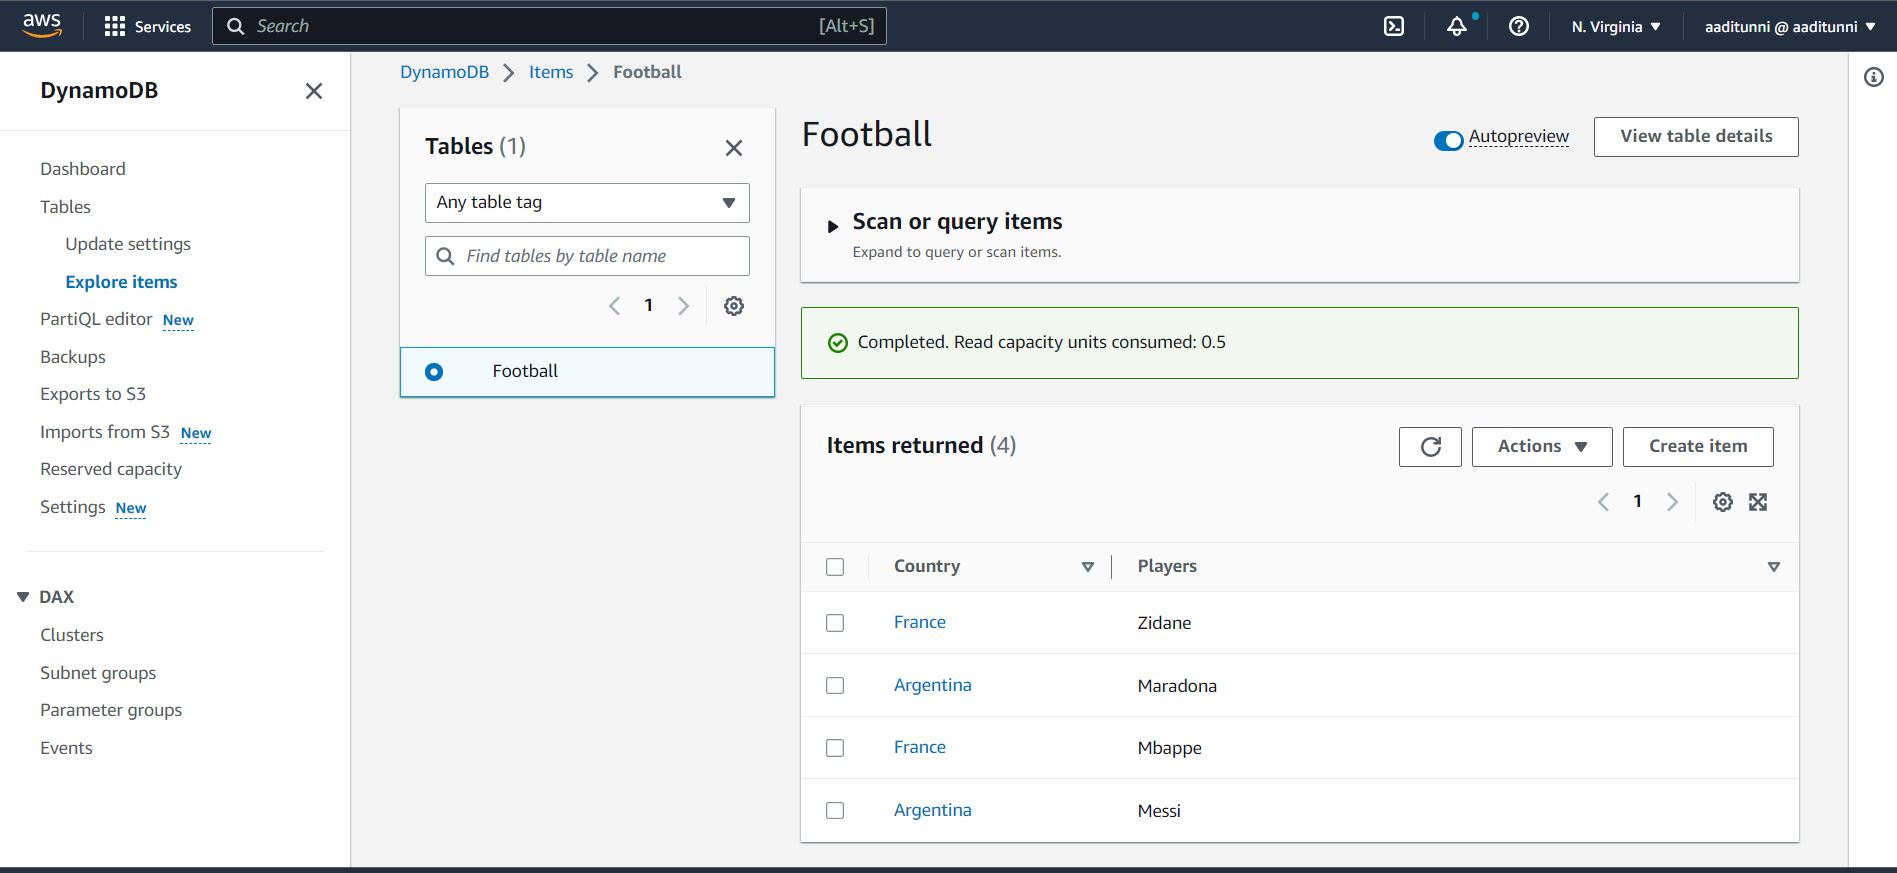 aws
Services
Search [Alt+S]
N. Virginia
aaditunni @ aaditunni
DynamoDB
Dashboard
Tables
Update settings
Explore items
PartiQL editor New
Backups
Exports to S3
Imports from S3 New
Reserved capacity
Settings New
DAX
Clusters
Subnet groups
Parameter groups
Events
DynamoDB Items Football
Tables (1)
Any table tag
Find tables by table name
1
Football
Football
Autopreview
View table details
Scan or query items
Expand to query or scan items.
Completed. Read capacity units consumed: 0.5
Items returned (4)
Actions
Create item
1
Country Players
France Zidane
Argentina Maradona
France Mbappe
Argentina Messi